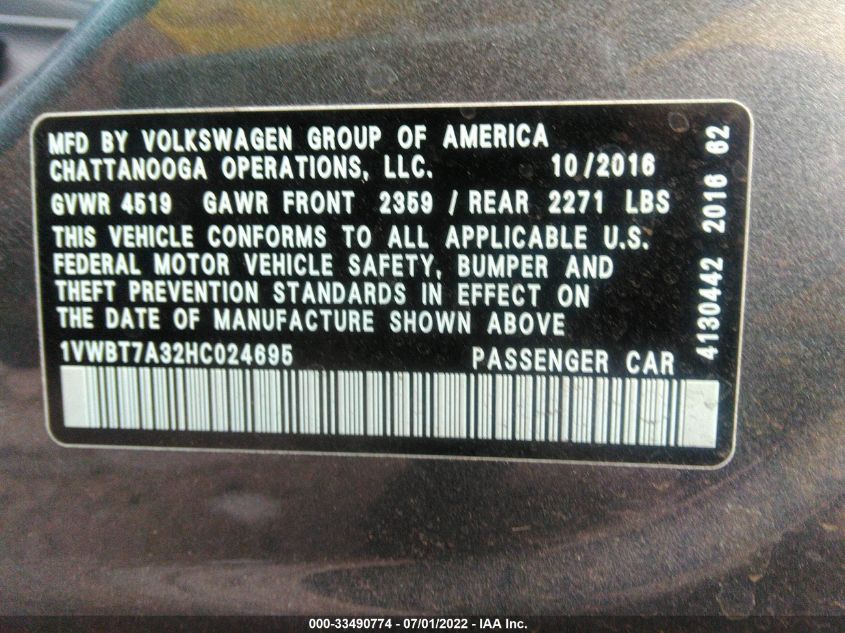 MFD BY VOLKSWAGEN GROUP OF AMERICA
CHATTANOOGA OPERATIONS, LLC. 10/2016
GVWR 4519 GAWR FRONT 2359 / REAR 2271 LBS
THIS VEHICLE CONFORMS TO ALL APPLICABLE U.S.
FEDERAL MOTOR VEHICLE SAFETY, BUMPER AND
THEFT PREVENTION STANDARDS IN EFFECT ON
THE DATE OF MANUFACTURE SHOWN ABOVE
1VWBT7A32HC024695 PASSENGER CAR
4130442 2016 62
000-33490774 - 07/01/2022 - IAA Inc.